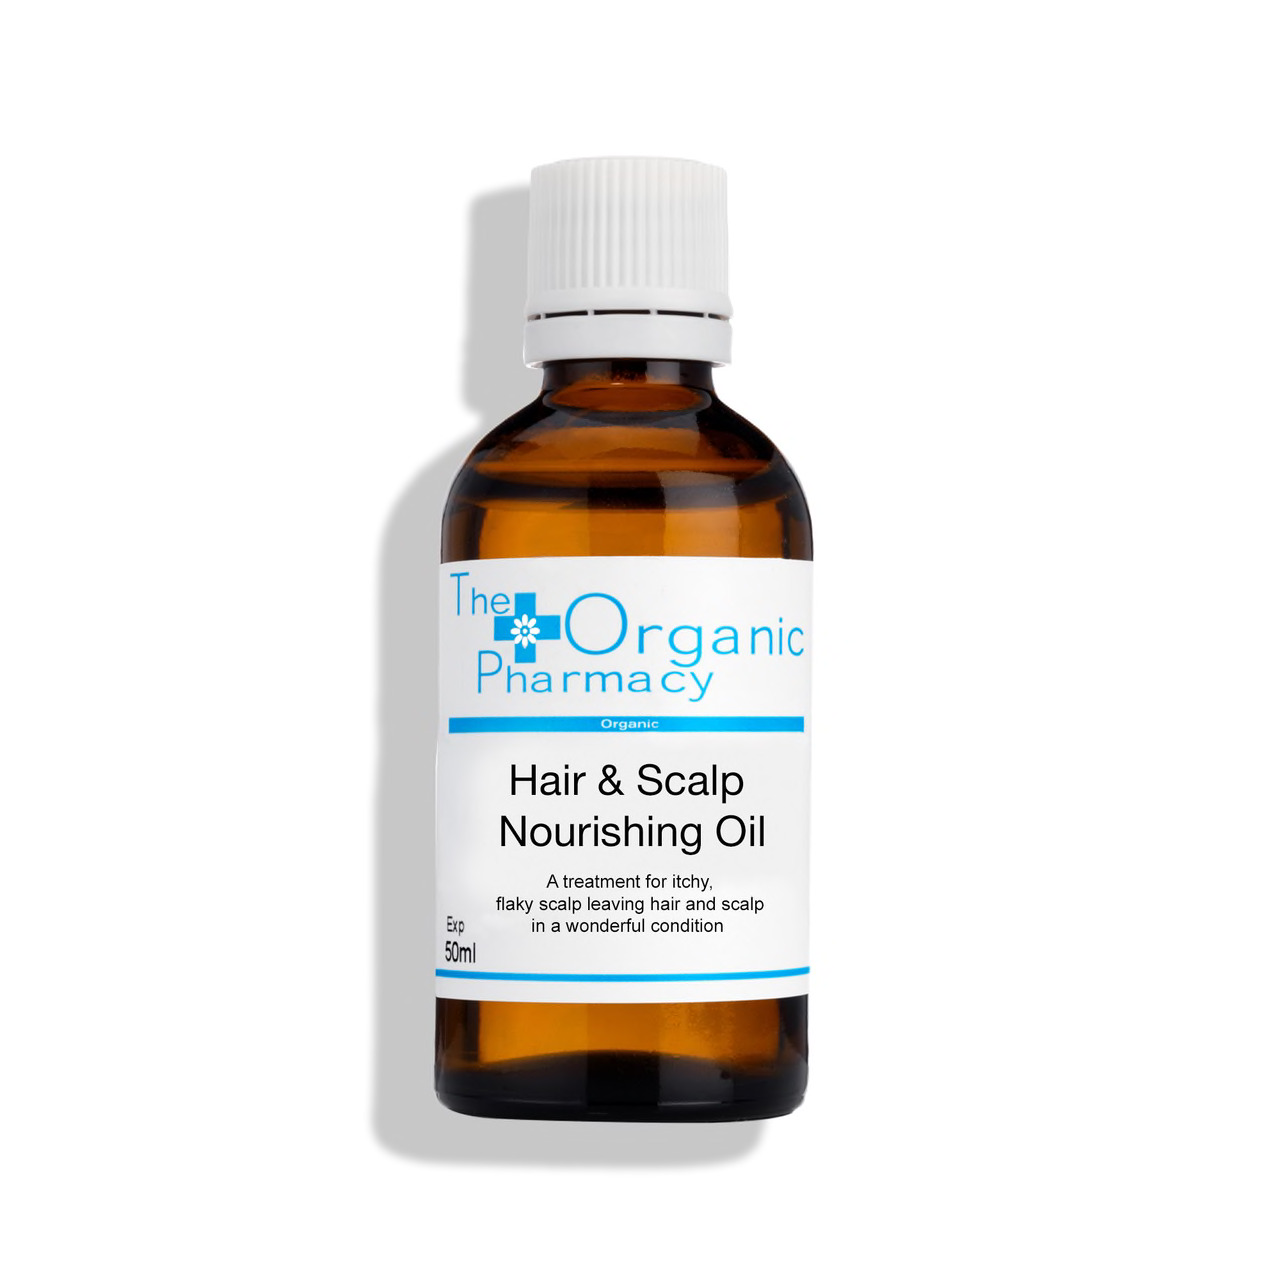 The Organic
Pharmacy
Organic
Hair & Scalp
Nourishing Oil
A treatment for itchy,
flaky scalp leaving hair and scalp
in a wonderful condition
Exp
50ml